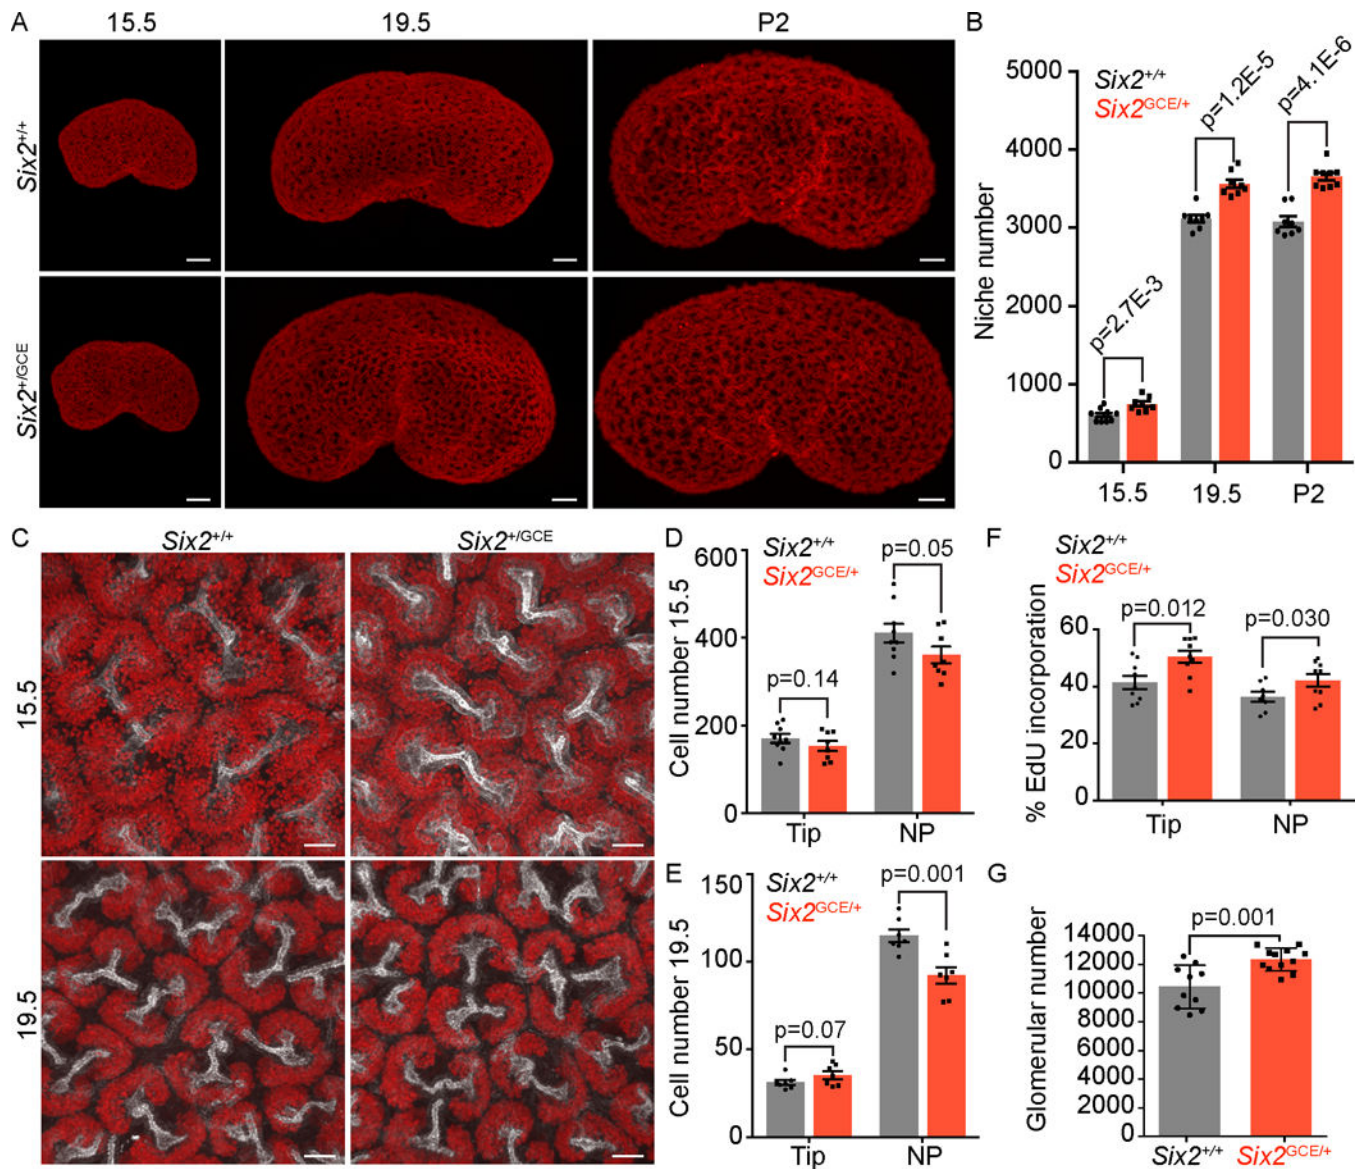 A
15.5
19.5
P2
Six2+/+
Six2+/GCE
B
Six2+/+
Six2GCE/+
p=2.7E-3
p=1.2E-5
p=4.1E-6
Niche number
5000
4000
3000
2000
1000
0
15.5
19.5
P2
C
Six2+/+
Six2+/GCE
15.5
19.5
D
Six2+/+
Six2GCE/+
p=0.14
p=0.05
Cell number 15.5
600
400
200
0
Tip
NP
E
Six2+/+
Six2GCE/+
p=0.07
p=0.001
Cell number 19.5
150
100
50
0
Tip
NP
F
Six2+/+
Six2GCE/+
p=0.012
p=0.030
% EdU incorporation
60
40
20
0
Tip
NP
G
p=0.001
Glomerular number
14000
12000
10000
8000
6000
4000
2000
0
Six2+/+
Six2GCE/+